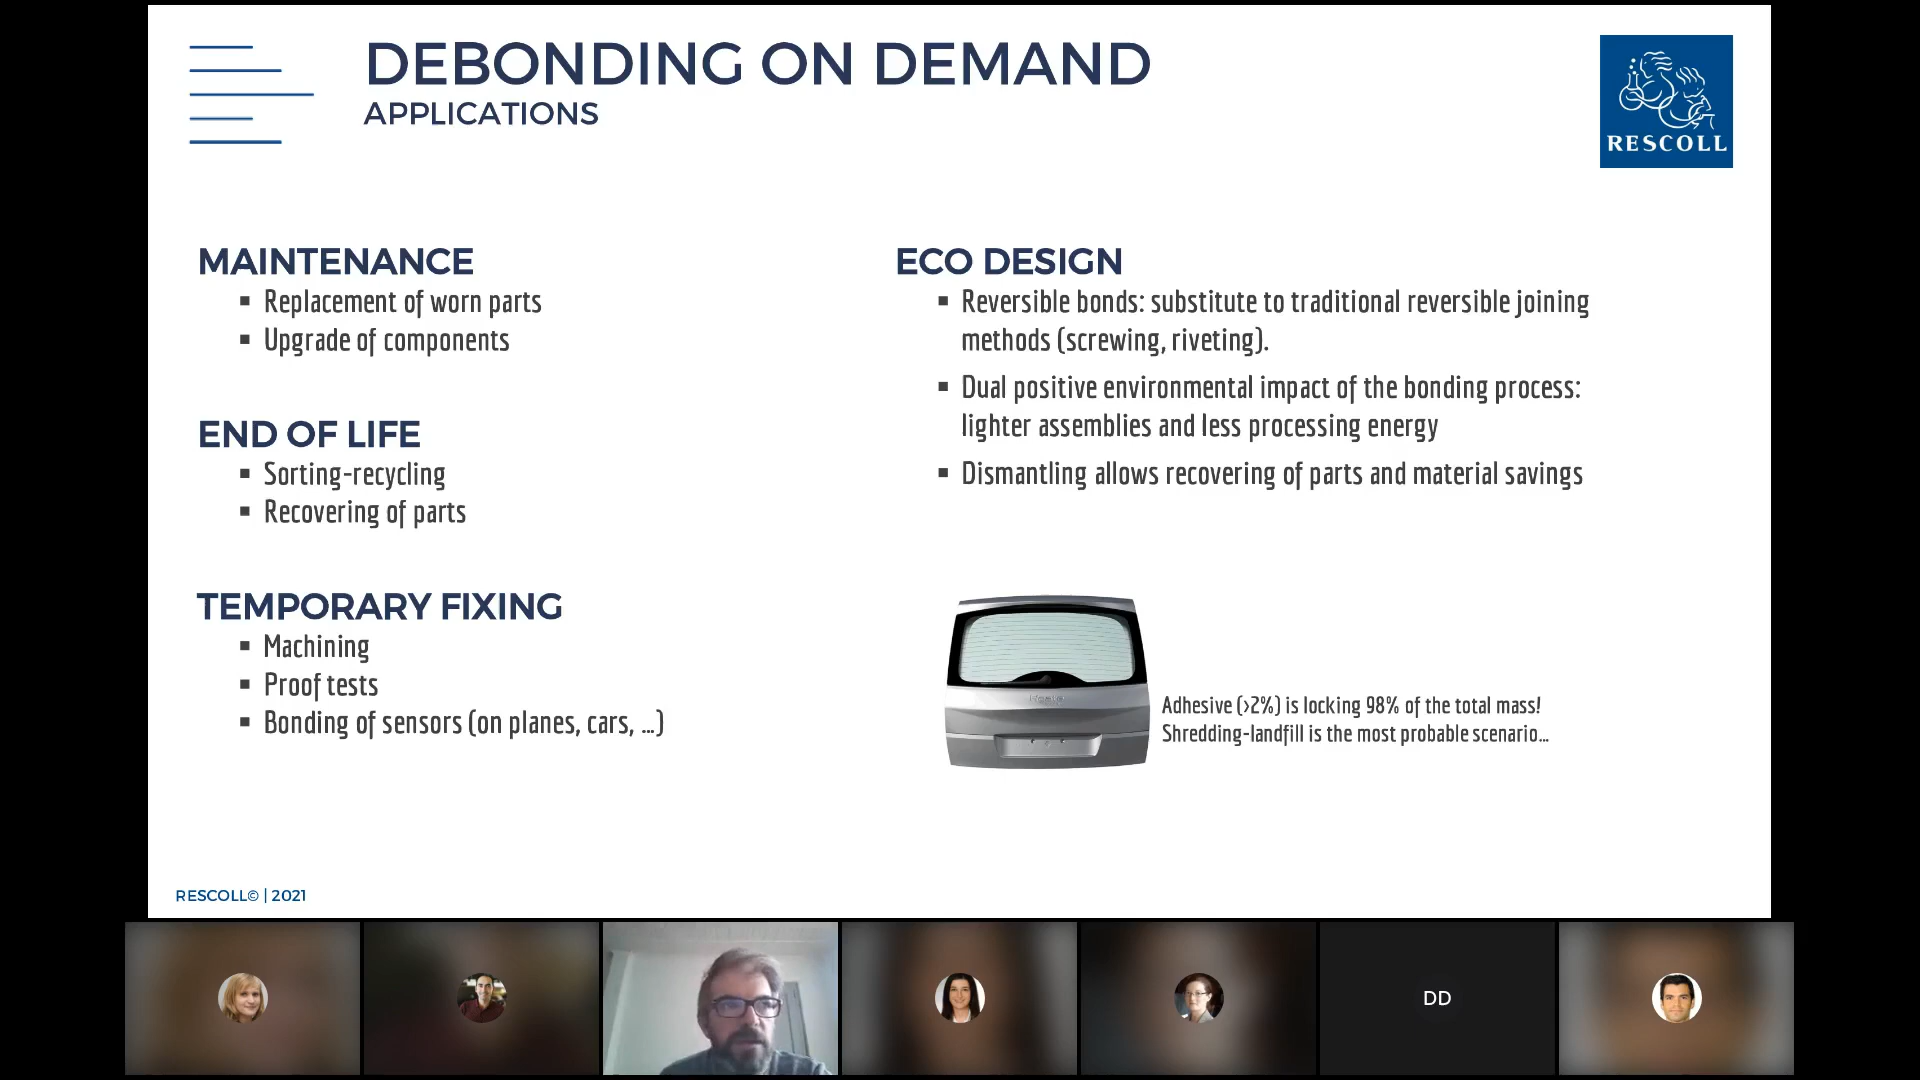 DEBONDING ON DEMAND
APPLICATIONS
RESCOLL
MAINTENANCE
▪ Replacement of worn parts
▪ Upgrade of components
END OF LIFE
▪ Sorting-recycling
▪ Recovering of parts
TEMPORARY FIXING
▪ Machining
▪ Proof tests
▪ Bonding of sensors (on planes, cars, ...)
ECO DESIGN
▪ Reversible bonds: substitute to traditional reversible joining
methods (screwing, riveting).
▪ Dual positive environmental impact of the bonding process:
lighter assemblies and less processing energy
▪ Dismantling allows recovering of parts and material savings
Adhesive (>2%) is locking 98% of the total mass!
Shredding-landfill is the most probable scenario...
RESCOLL© | 2021
DD